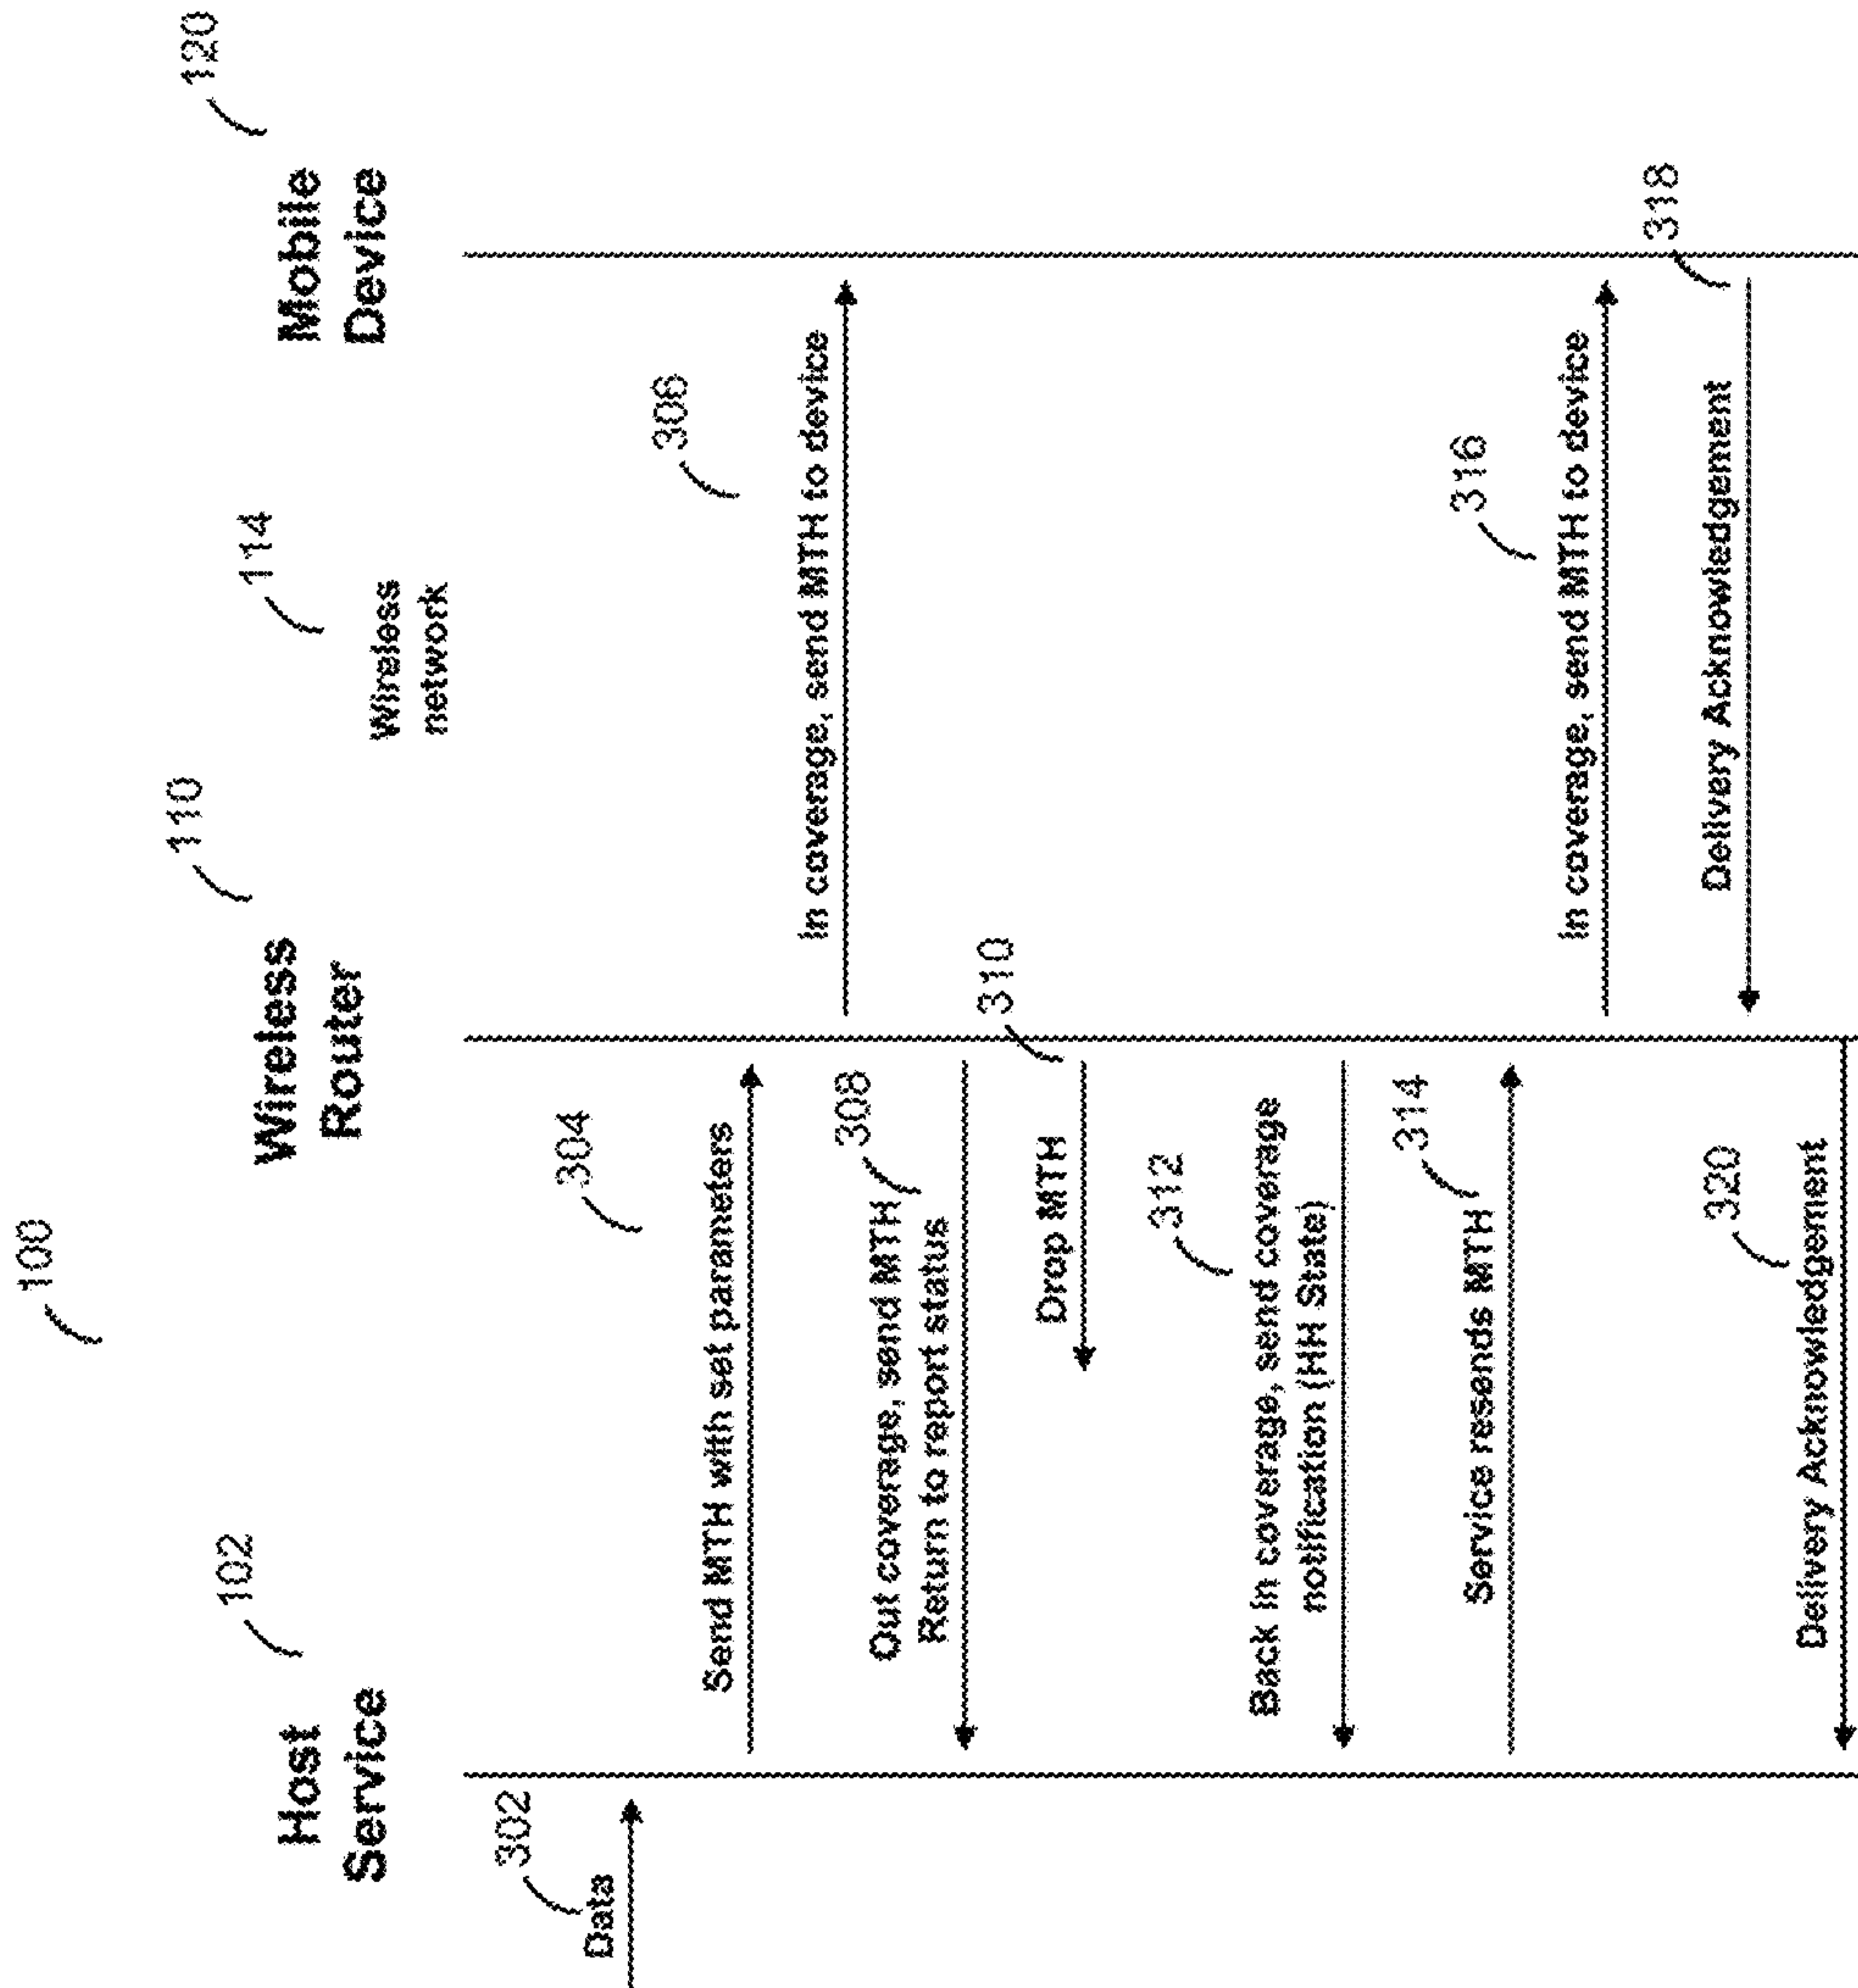 100
Host
Service
102
Wireless
Router
110
Wireless
network
114
Mobile
Device
120
302
Data
304
Send MTH with set parameters
306
In coverage, send MTH to device
308
Out coverage, send MTH
Return to report status
310
Drop MTH
312
Back in coverage, send coverage
notification (HH State)
314
Service resends MTH
316
In coverage, send MTH to device
318
Delivery Acknowledgement
320
Delivery Acknowledgement